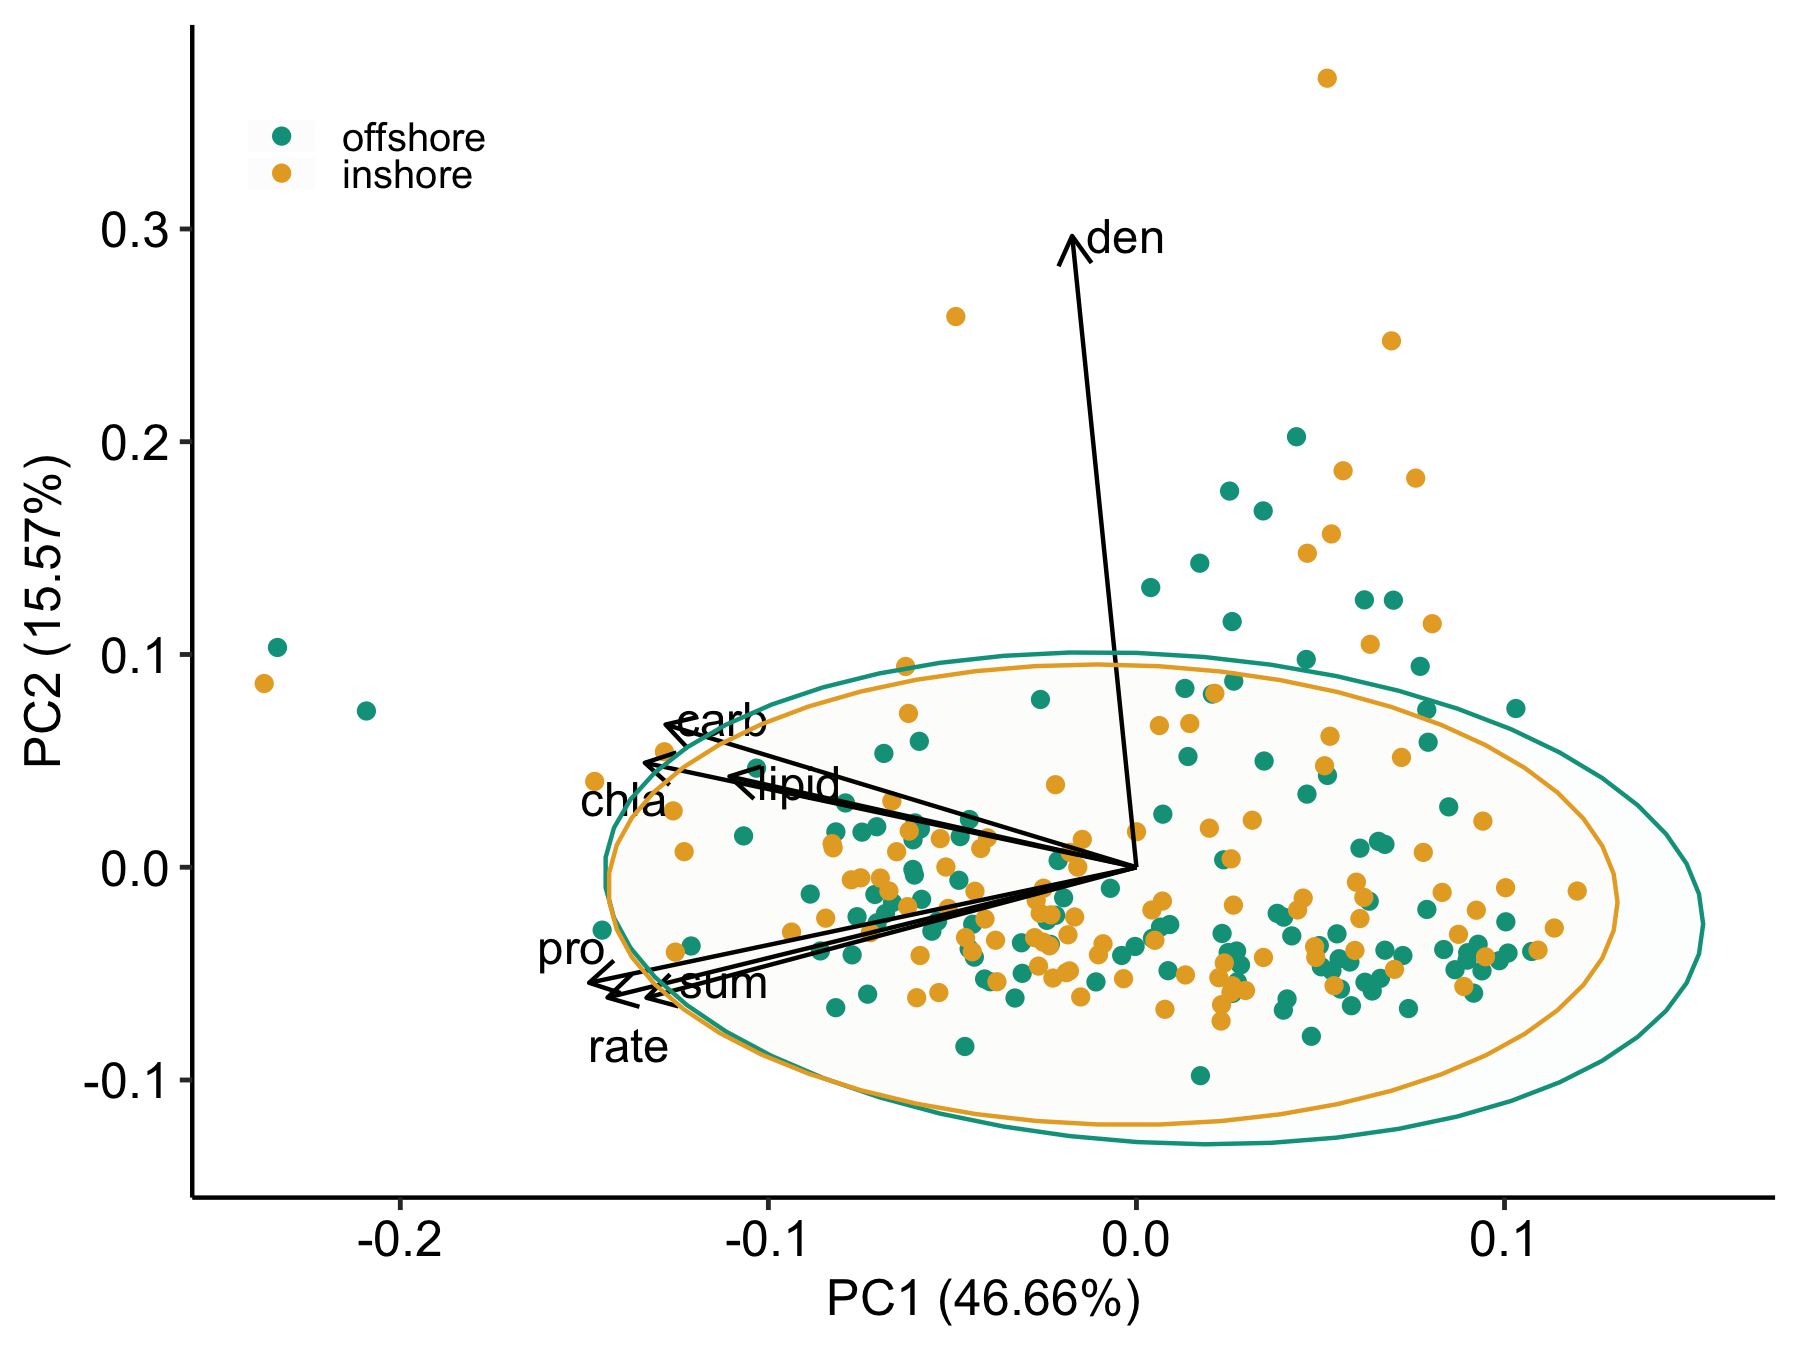 offshore
inshore
den
0.3
0.2
0.1
0.0
-0.1
PC2 (15.57%)
carb
lipid
chla
pro
sum
rate
-0.2
-0.1
0.0
0.1
PC1 (46.66%)